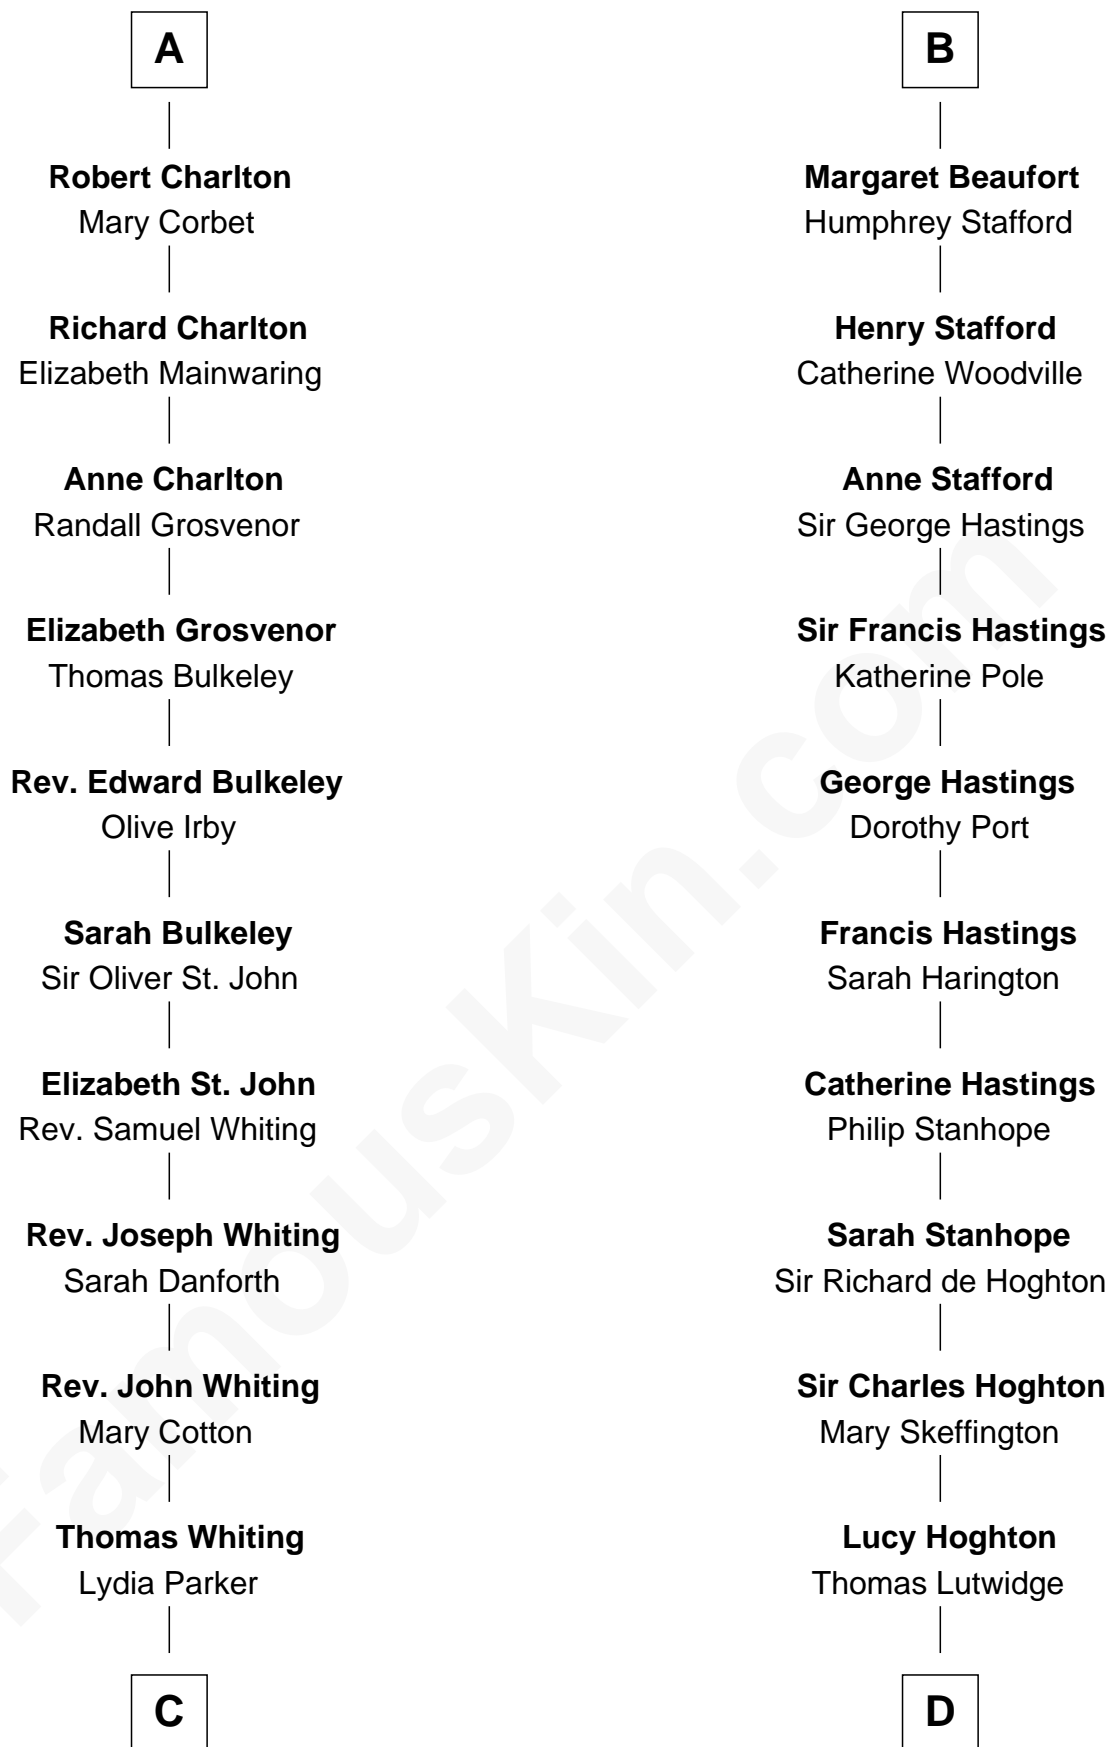 A
Robert Charlton
Mary Corbet
Richard Charlton
Elizabeth Mainwaring
Anne Charlton
Randall Grosvenor
Elizabeth Grosvenor
Thomas Bulkeley
Rev. Edward Bulkeley
Olive Irby
Sarah Bulkeley
Sir Oliver St. John
Elizabeth St. John
Rev. Samuel Whiting
Rev. Joseph Whiting
Sarah Danforth
Rev. John Whiting
Mary Cotton
Thomas Whiting
Lydia Parker
C
B
Margaret Beaufort
Humphrey Stafford
Henry Stafford
Catherine Woodville
Anne Stafford
Sir George Hastings
Sir Francis Hastings
Katherine Pole
George Hastings
Dorothy Port
Francis Hastings
Sarah Harington
Catherine Hastings
Philip Stanhope
Sarah Stanhope
Sir Richard de Hoghton
Sir Charles Hoghton
Mary Skeffington
Lucy Hoghton
Thomas Lutwidge
D
FamousKin.com